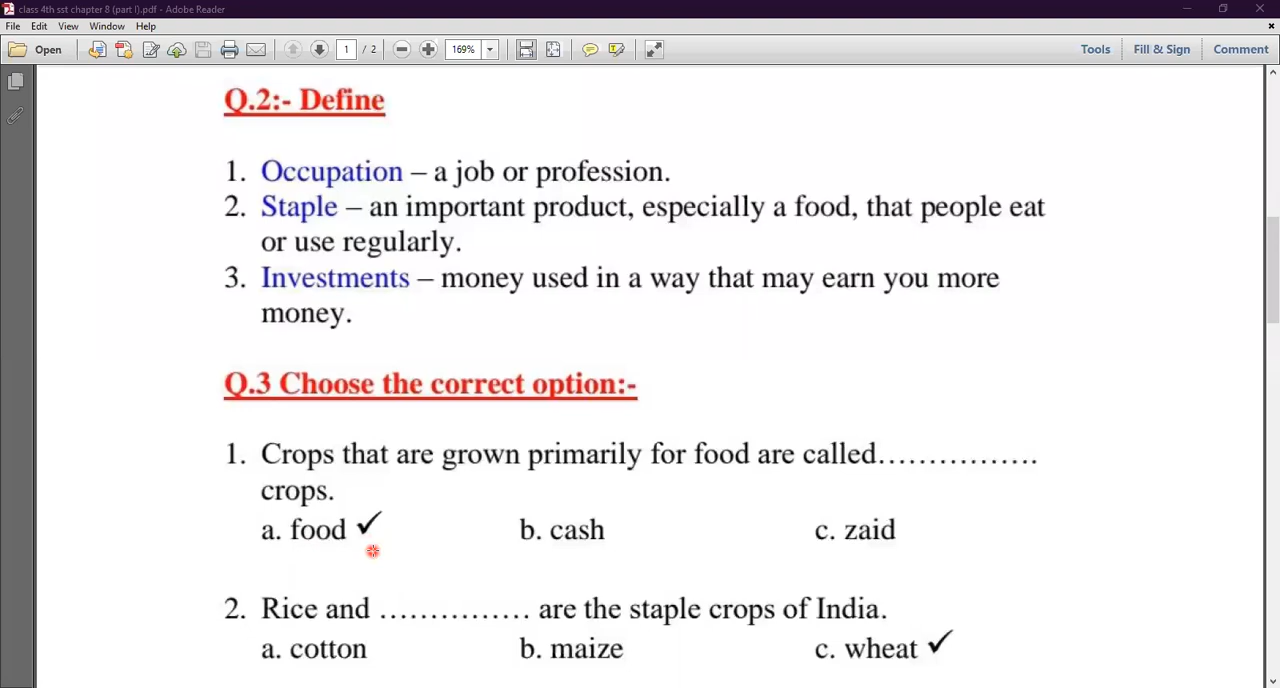 class 4th sst chapter 8 (part I).pdf - Adobe Reader
File Edit View Window Help
Open 1 / 2 169% Tools Fill & Sign Comment
Q.2:- Define
1. Occupation – a job or profession.
2. Staple – an important product, especially a food, that people eat
or use regularly.
3. Investments – money used in a way that may earn you more
money.
Q.3 Choose the correct option:-
1. Crops that are grown primarily for food are called…………….
crops.
a. food ✓ b. cash c. zaid
2. Rice and …………… are the staple crops of India.
a. cotton b. maize c. wheat ✓